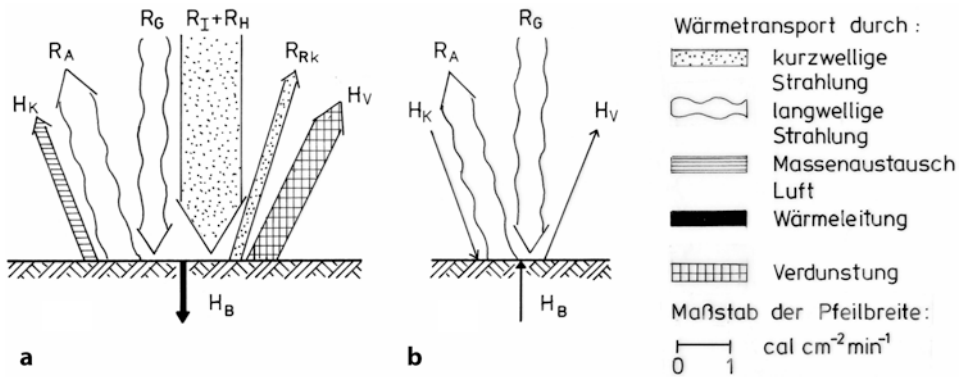 R_A R_G R_I + R_H R_Rk
H_K H_V
H_B
a
R_A R_G
H_K H_V
H_B
b
Wärmetransport durch :
kurzwellige
Strahlung
langwellige
Strahlung
Massenaustausch
Luft
Wärmeleitung
Verdunstung
Maßstab der Pfeilbreite:
0 1 cal cm⁻² min⁻¹